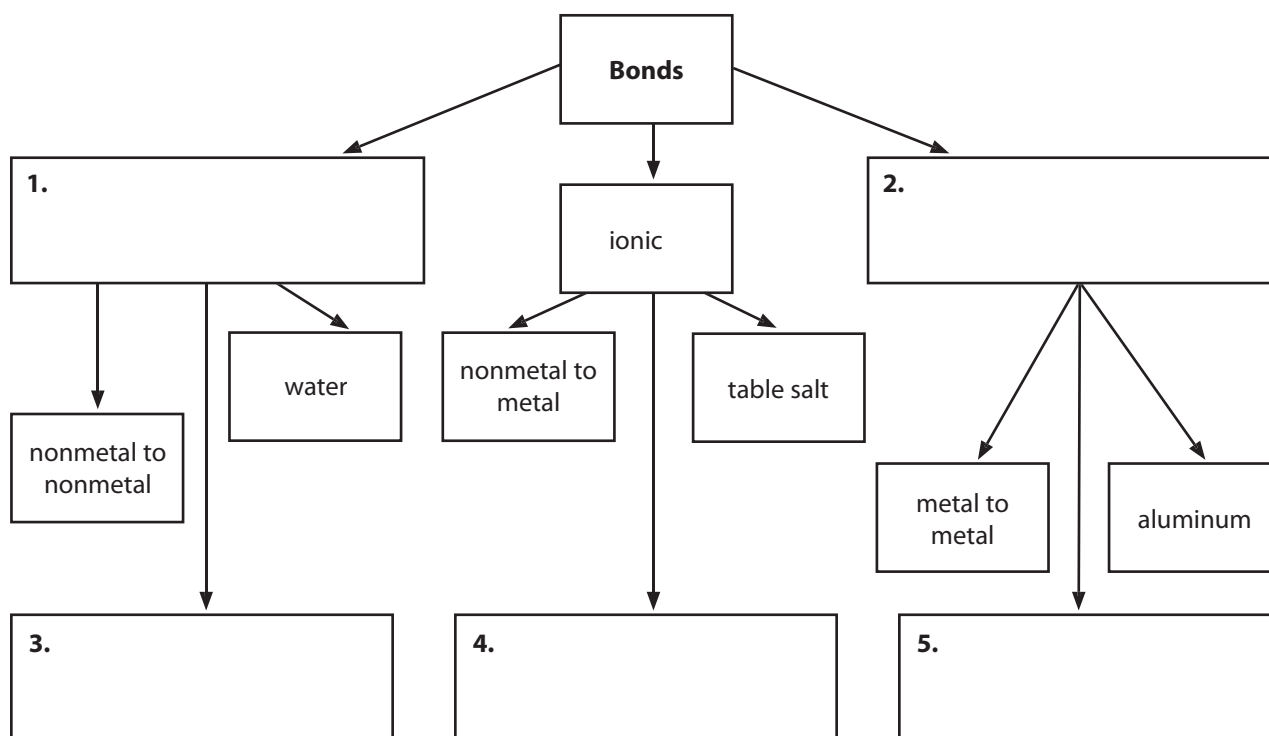 Bonds
1.
ionic
2.
water
nonmetal to
metal
table salt
nonmetal to
nonmetal
metal to
metal
aluminum
3.
4.
5.